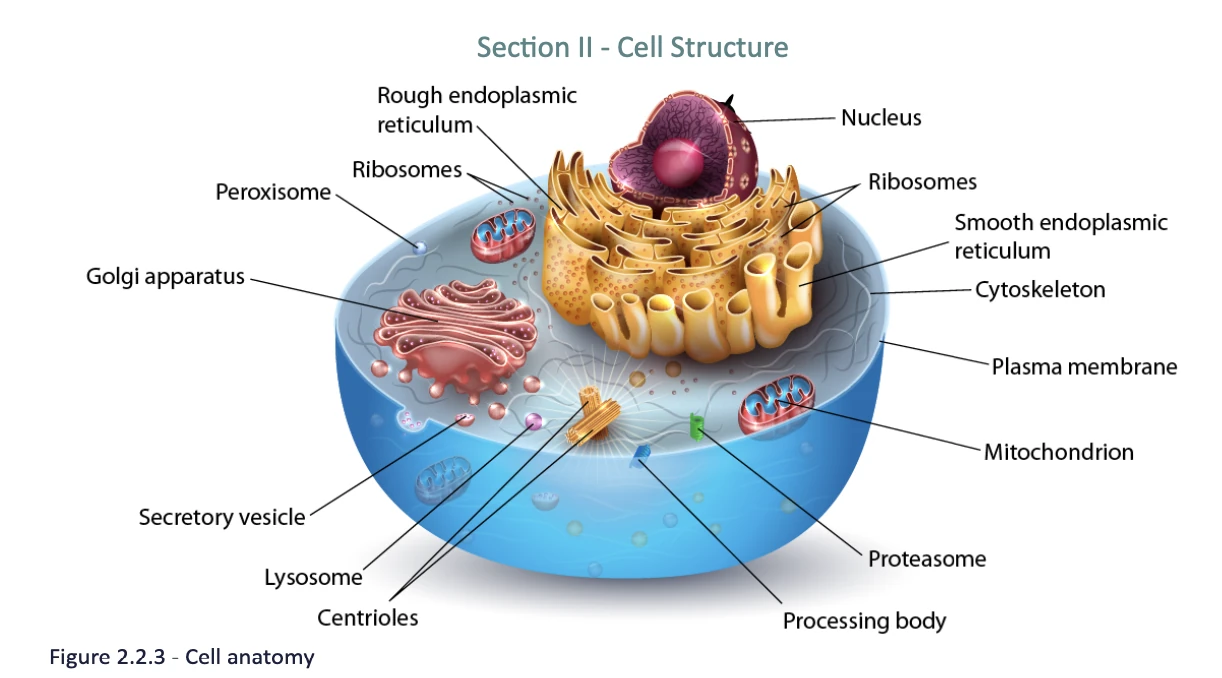 Section II - Cell Structure
Rough endoplasmic
reticulum
Nucleus
Ribosomes
Ribosomes
Peroxisome
Smooth endoplasmic
reticulum
Golgi apparatus
Cytoskeleton
Plasma membrane
Mitochondrion
Secretory vesicle
Proteasome
Lysosome
Centrioles
Processing body
Figure 2.2.3 - Cell anatomy